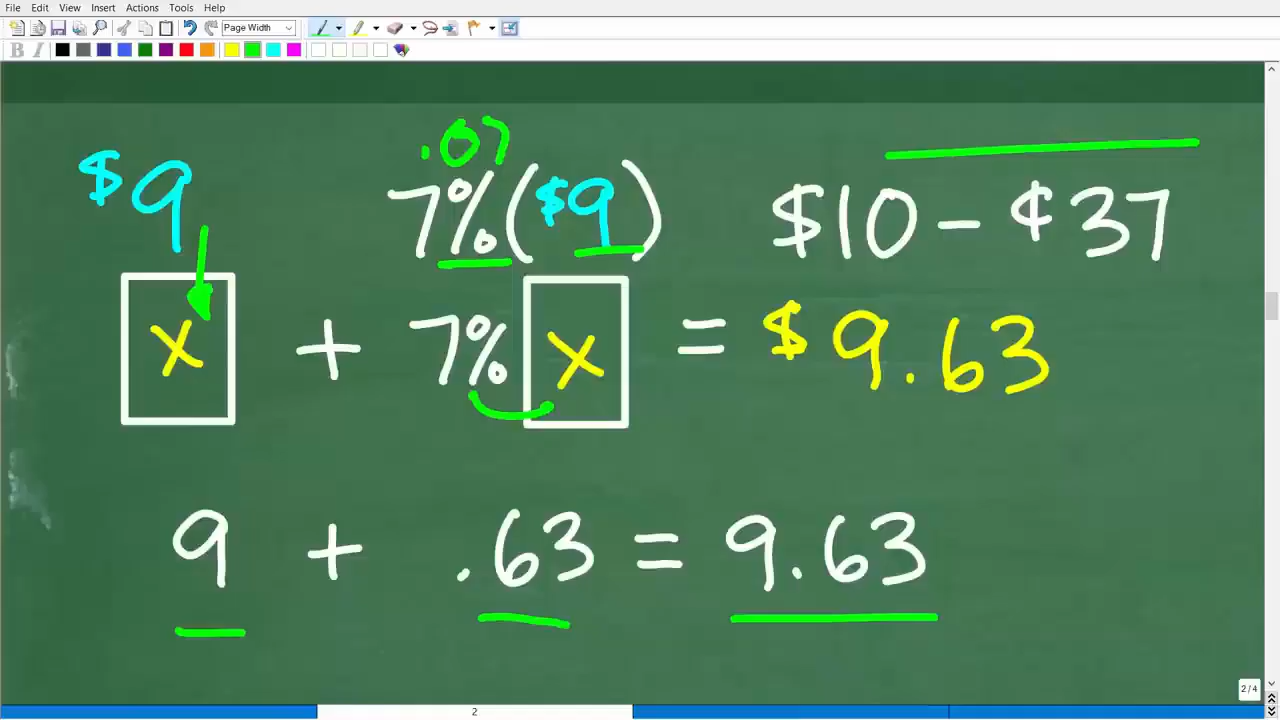 File Edit View Insert Actions Tools Help
Page Width
B I
.07
$9 7%($9) $10 - ¢37
x + 7% x = $9.63
9 + .63 = 9.63
2/4
2